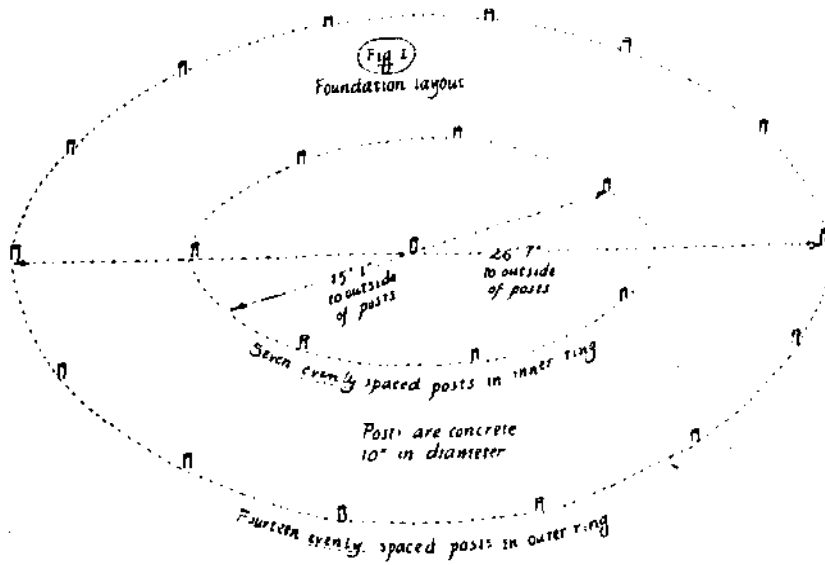 Fig 1
Foundation layout
15' 1"
to outside
of posts
26' 7"
to outside
of posts
Seven evenly spaced posts in inner ring
Posts are concrete
10" in diameter
Fourteen evenly spaced posts in outer ring